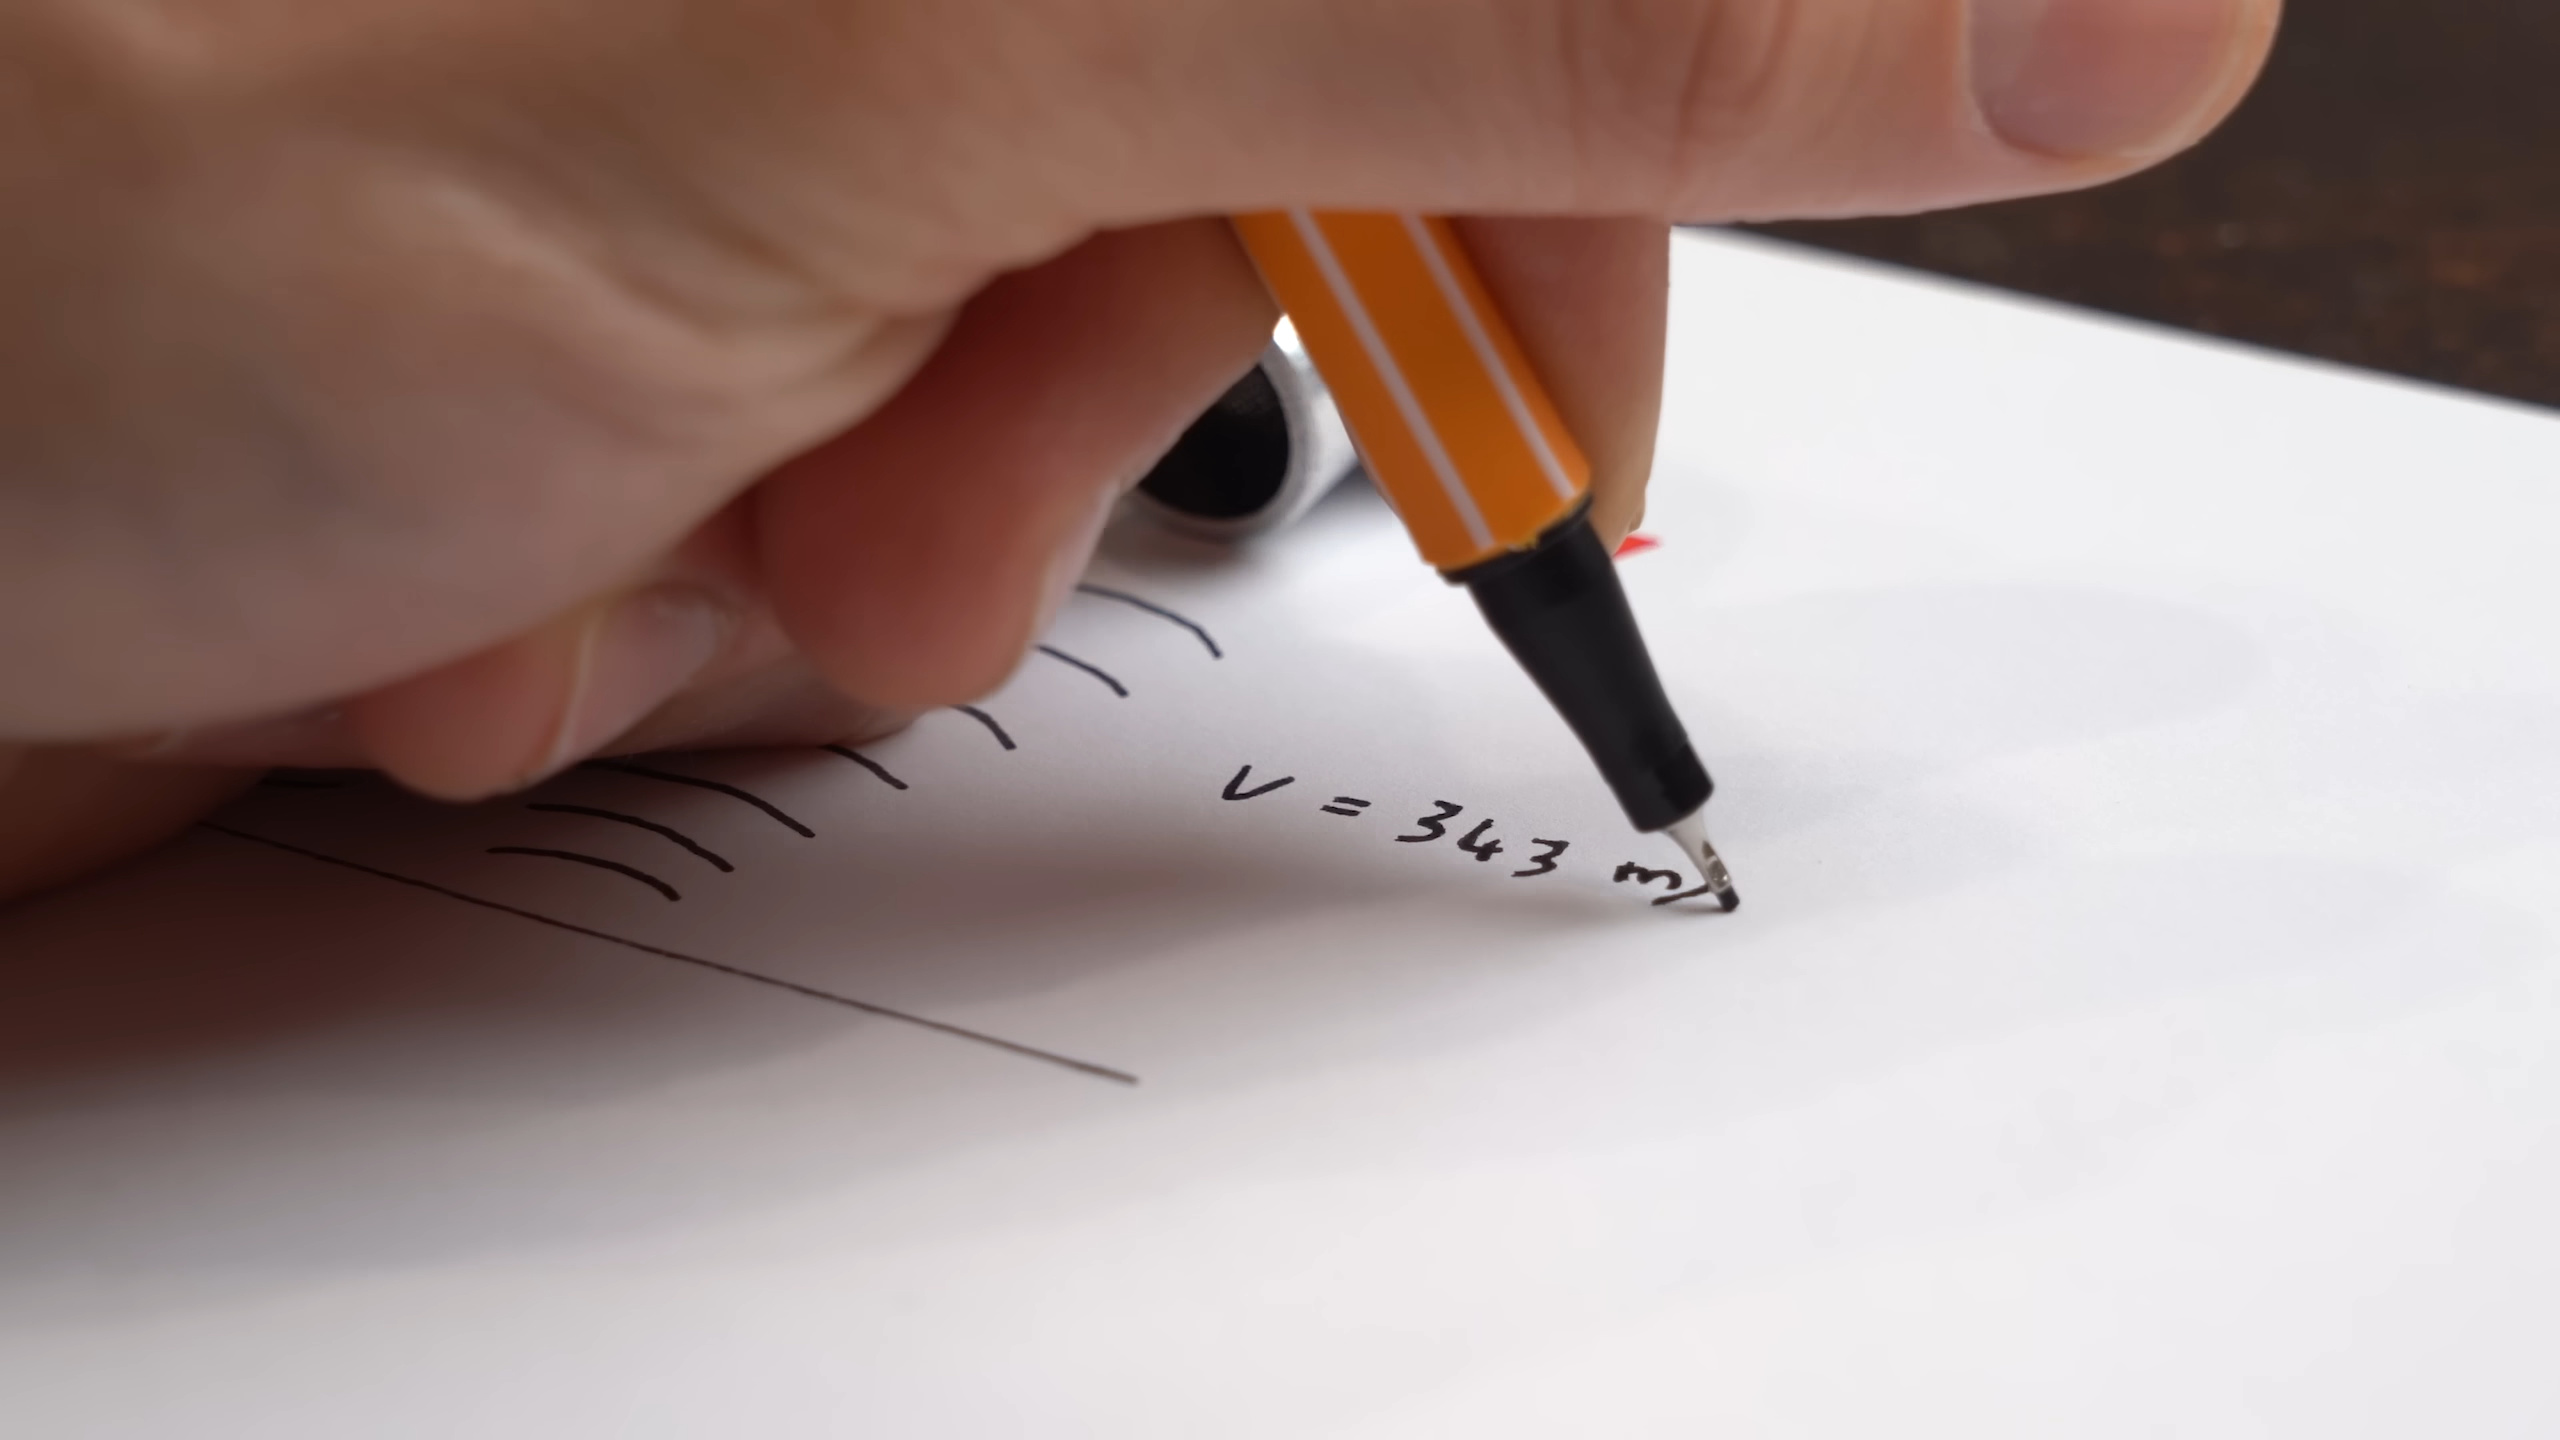 v = 343 m/